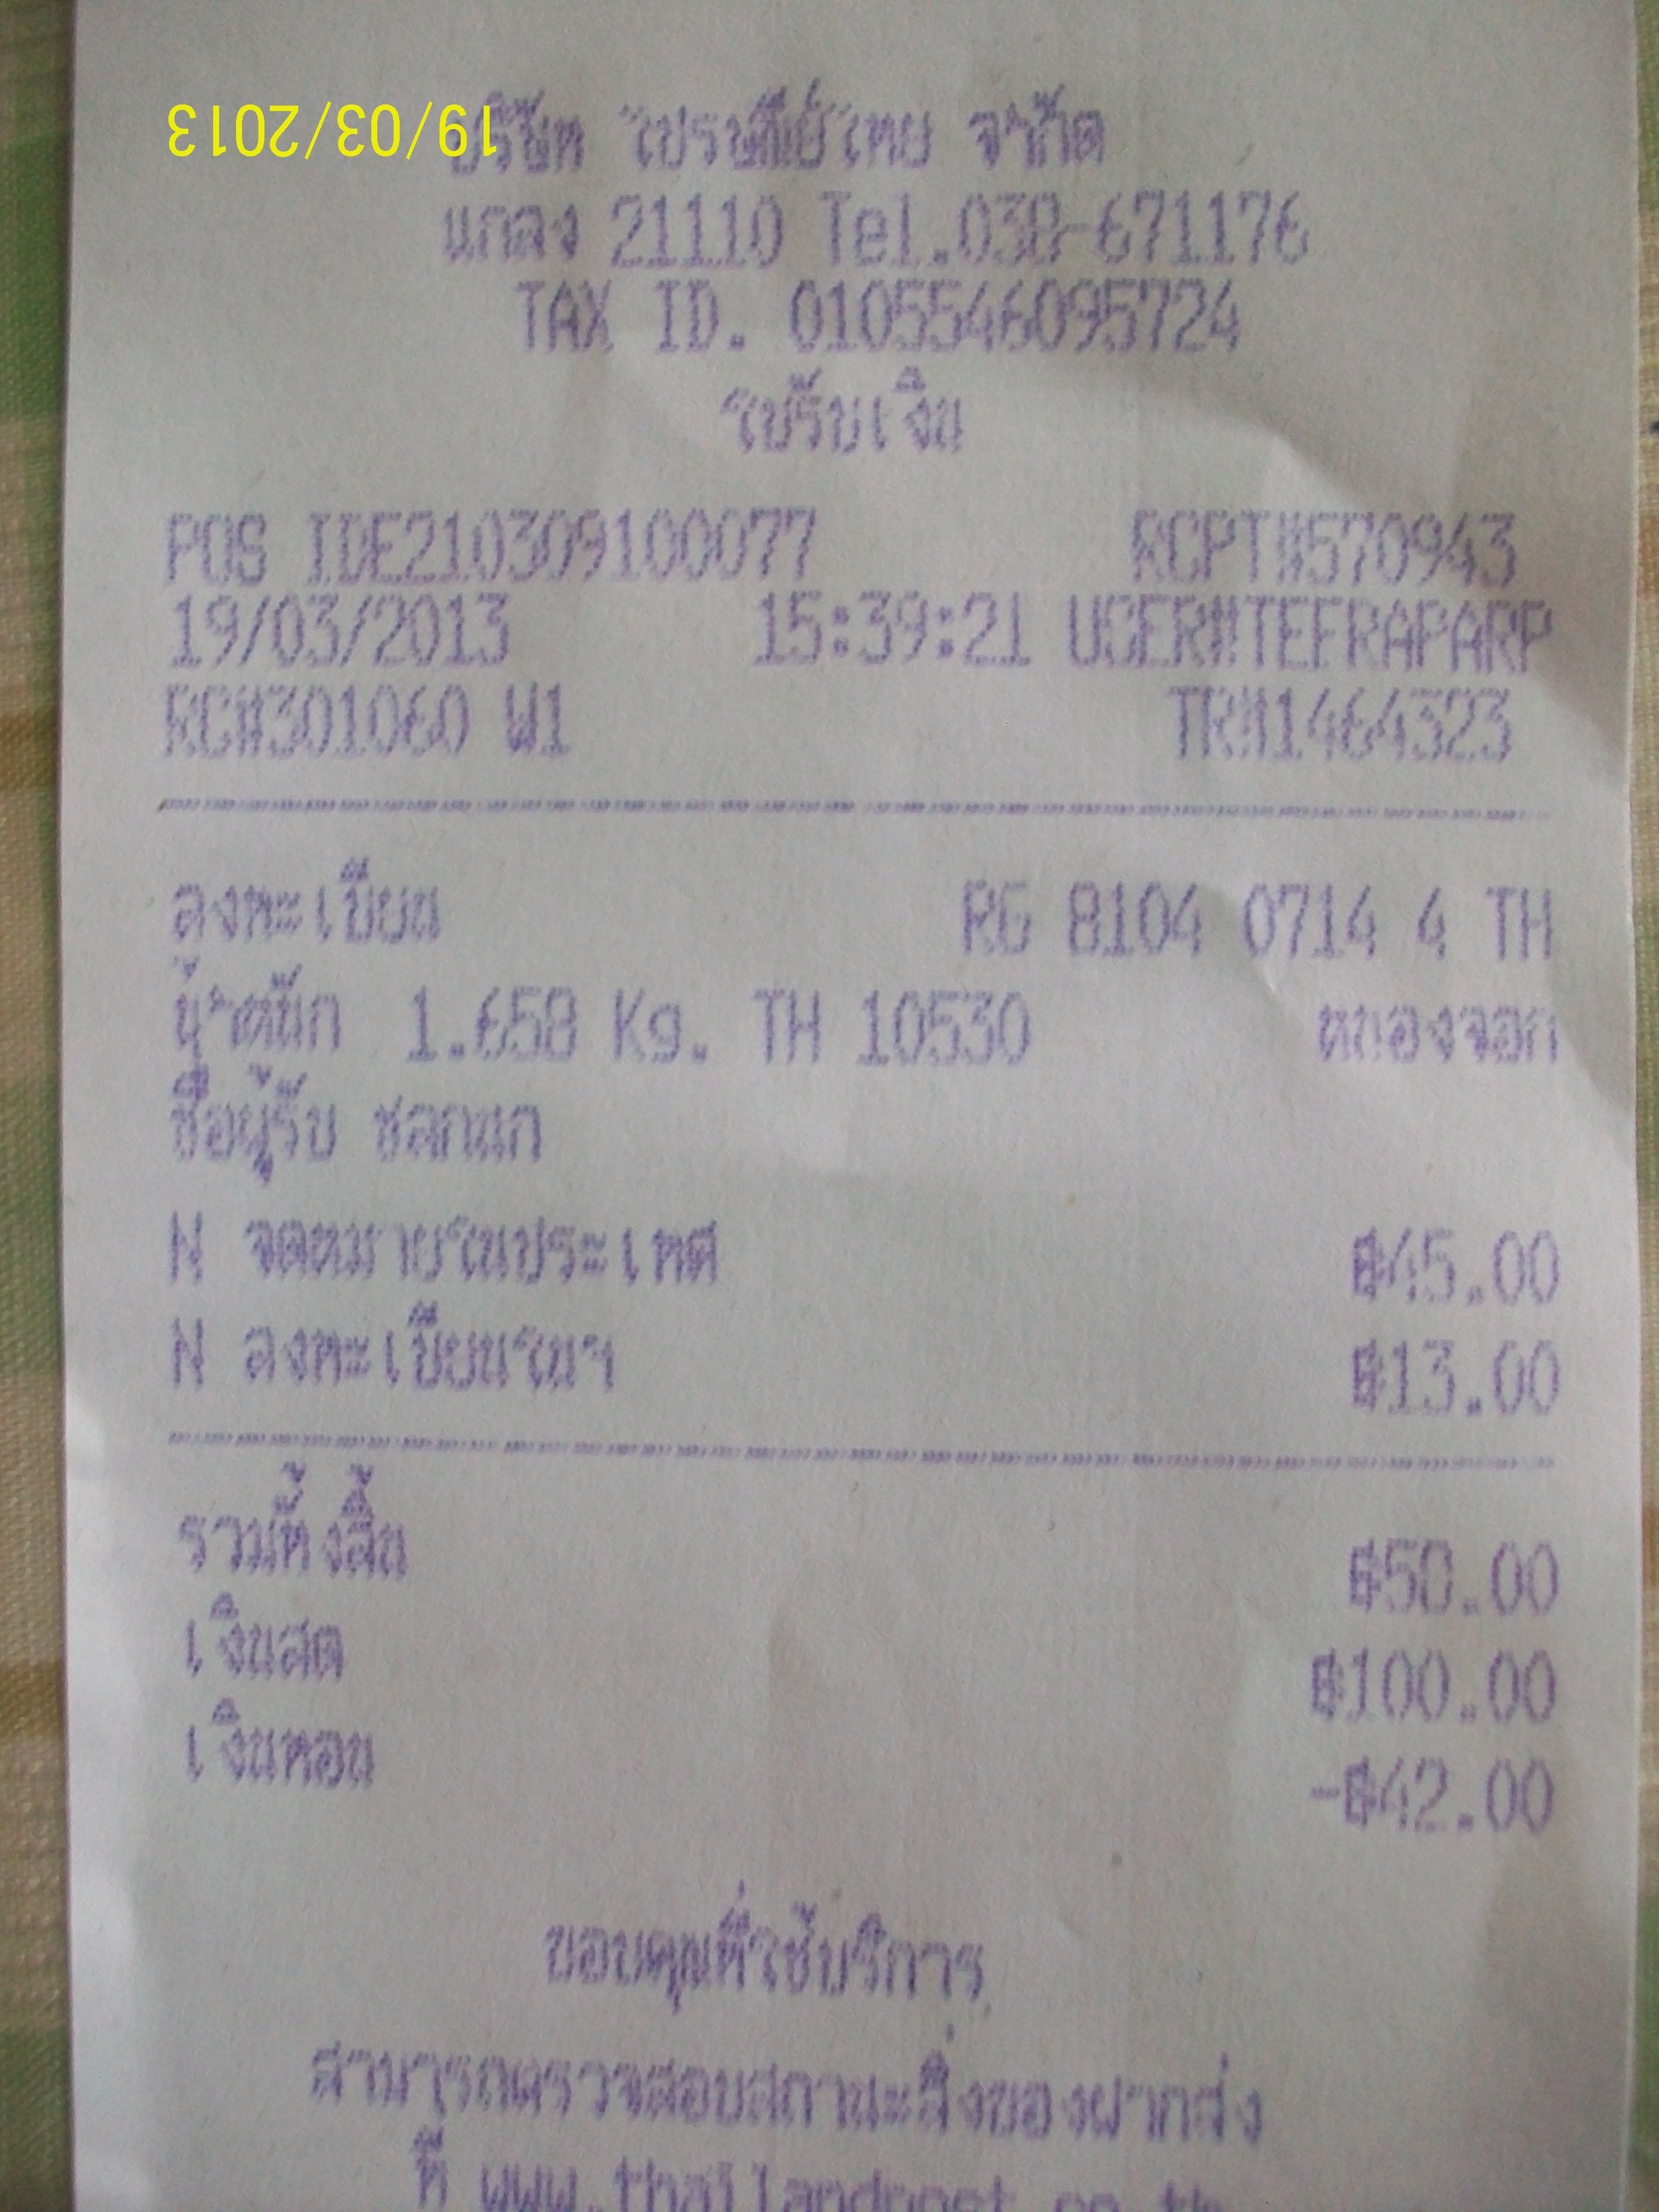 19/03/2013
บริษัท ไปรษณีย์ไทย จำกัด
แกลง 21110 Tel.038-671176
TAX ID. 0105546095724
ใบรับเงิน
POS IDE210309100077 RCPT#570943
19/03/2013 15:39:21 USER#TEERAPARP
RC#301060 W1 TR#1464323
ลงทะเบียน RG 8104 0714 4 TH
น้ำหนัก 1.658 Kg. TH 10530 หนองจอก
ชื่อผู้รับ ชลกนก
N จดหมายในประเทศ ฿45.00
N ลงทะเบียนในฯ ฿13.00
รวมทั้งสิ้น ฿58.00
เงินสด ฿100.00
เงินทอน -฿42.00
ขอบคุณที่ใช้บริการ
สามารถตรวจสอบสถานะสิ่งของฝากส่ง
ที่ www.thailandpost.co.th